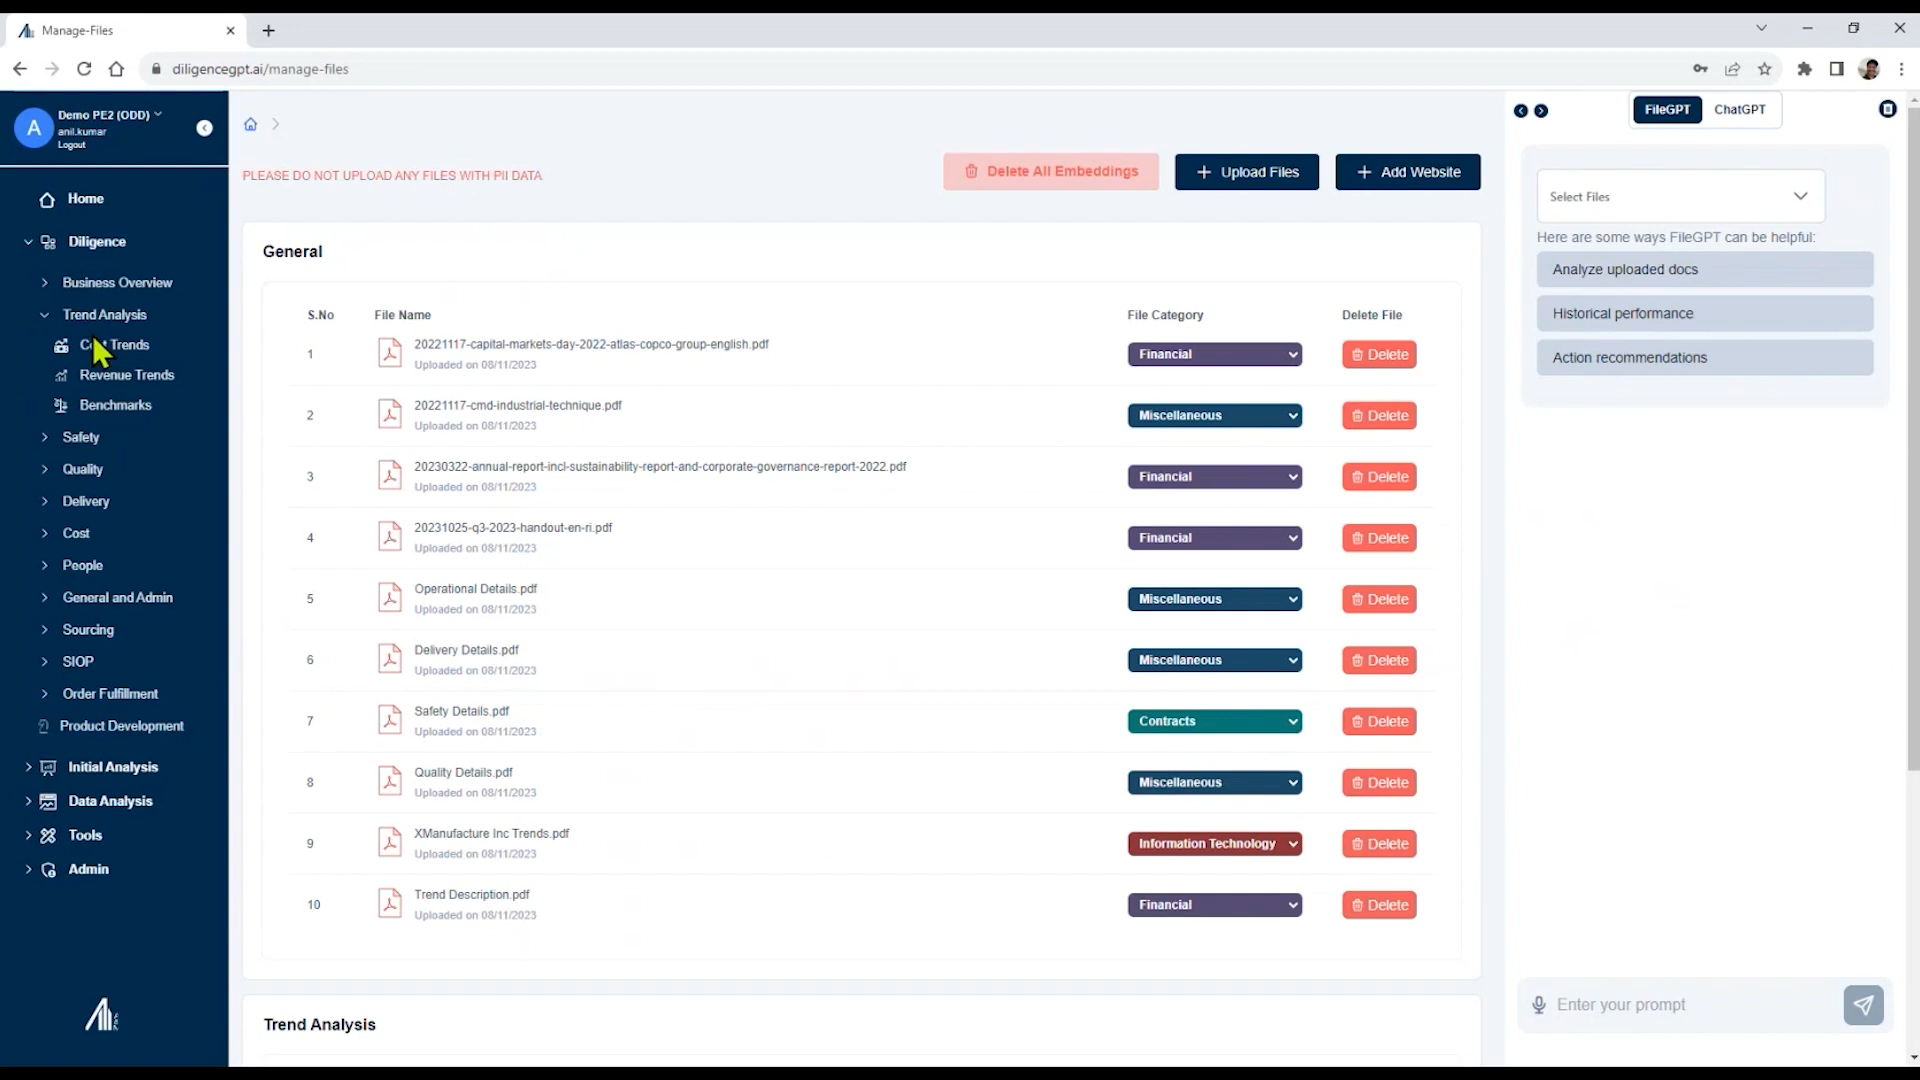 Manage-Files
diligencegpt.ai/manage-files
A
Demo PE2 (ODD)
anil.kumar
Logout
Home
Diligence
Business Overview
Trend Analysis
Trends
Revenue Trends
Benchmarks
Safety
Quality
Delivery
Cost
People
General and Admin
Sourcing
SIOP
Order Fulfillment
Product Development
Initial Analysis
Data Analysis
Tools
Admin
PLEASE DO NOT UPLOAD ANY FILES WITH PII DATA
Delete All Embeddings
+ Upload Files
+ Add Website
General
S.No File Name File Category Delete File
1 20221117-capital-markets-day-2022-atlas-copco-group-english.pdf Financial Delete
Uploaded on 08/11/2023
2 20221117-cmd-industrial-technique.pdf Miscellaneous Delete
Uploaded on 08/11/2023
3 20230322-annual-report-incl-sustainability-report-and-corporate-governance-report-2022.pdf Financial Delete
Uploaded on 08/11/2023
4 20231025-q3-2023-handout-en-ri.pdf Financial Delete
Uploaded on 08/11/2023
5 Operational Details.pdf Miscellaneous Delete
Uploaded on 08/11/2023
6 Delivery Details.pdf Miscellaneous Delete
Uploaded on 08/11/2023
7 Safety Details.pdf Contracts Delete
Uploaded on 08/11/2023
8 Quality Details.pdf Miscellaneous Delete
Uploaded on 08/11/2023
9 XManufacture Inc Trends.pdf Information Technology Delete
Uploaded on 08/11/2023
10 Trend Description.pdf Financial Delete
Uploaded on 08/11/2023
Trend Analysis
FileGPT ChatGPT
Select Files
Here are some ways FileGPT can be helpful:
Analyze uploaded docs
Historical performance
Action recommendations
Enter your prompt